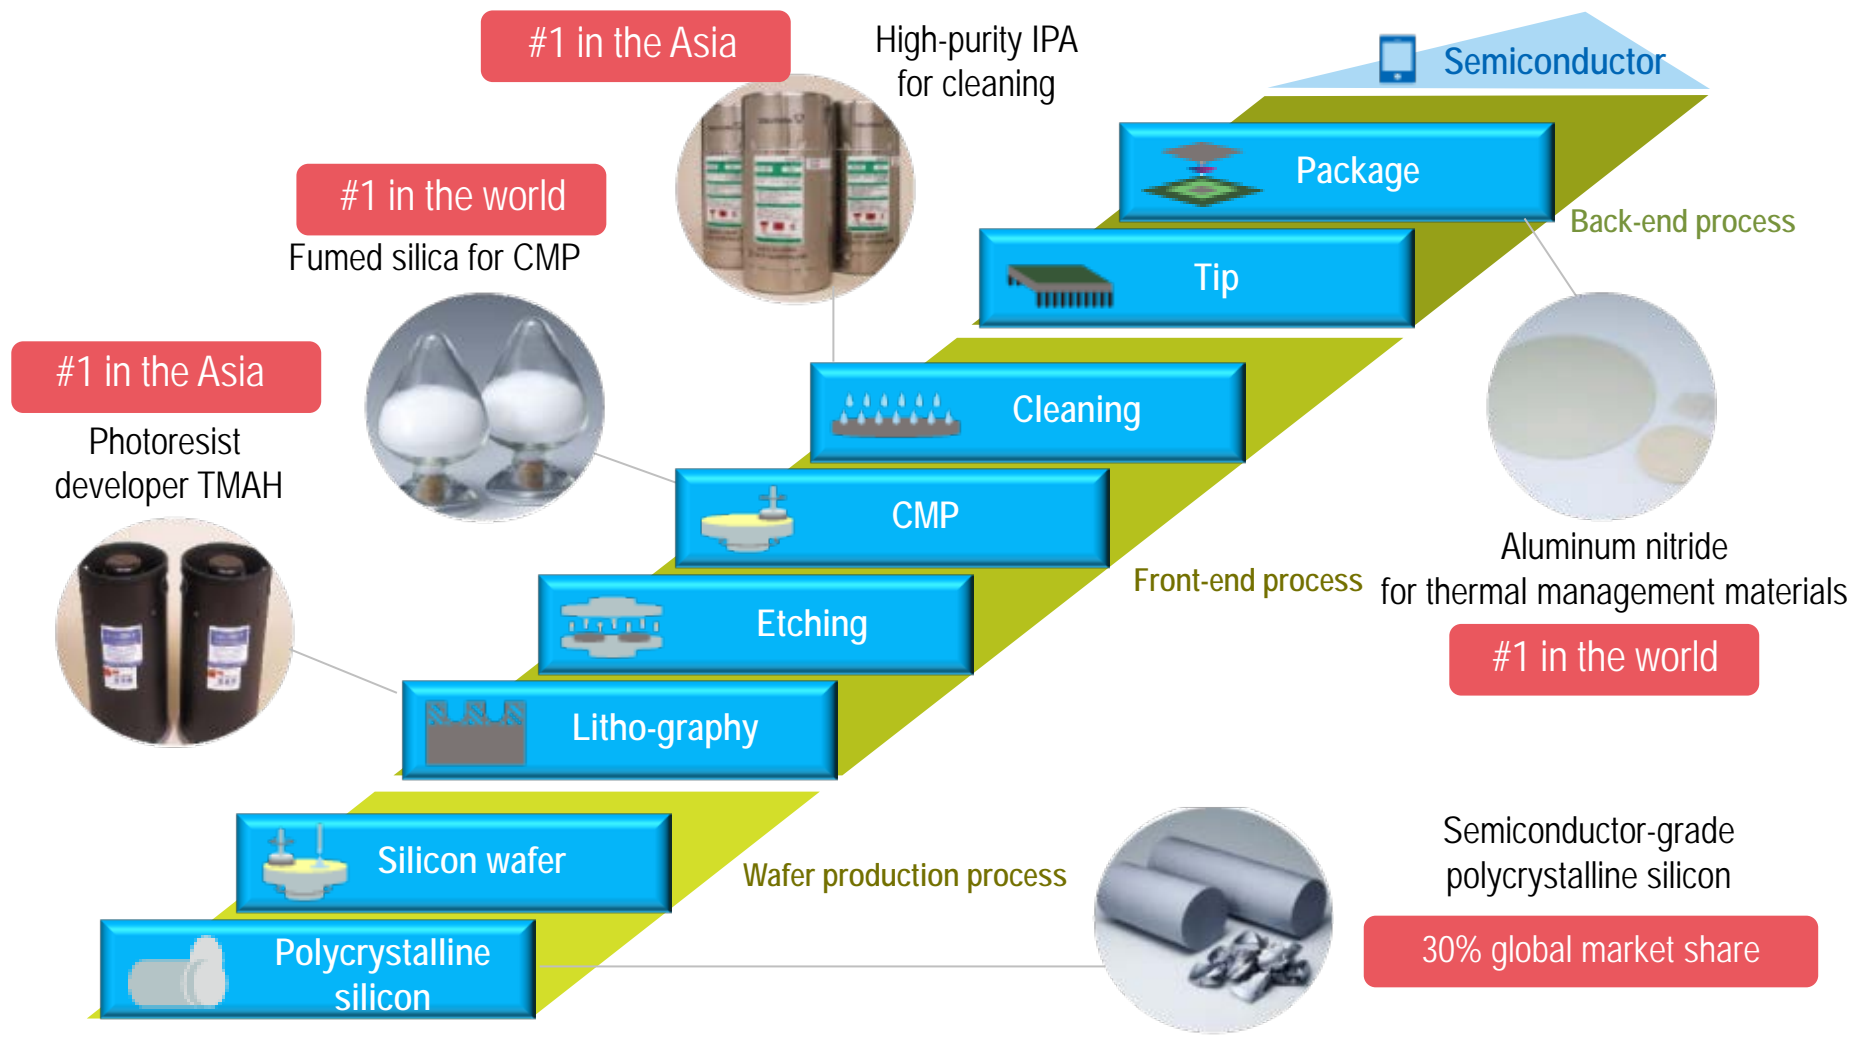 #1 in the Asia
High-purity IPA
for cleaning
Semiconductor
Package
Back-end process
#1 in the world
Fumed silica for CMP
Tip
#1 in the Asia
Photoresist
developer TMAH
Cleaning
CMP
Aluminum nitride
for thermal management materials
#1 in the world
Front-end process
Etching
Litho-graphy
Silicon wafer
Wafer production process
Semiconductor-grade
polycrystalline silicon
30% global market share
Polycrystalline
silicon